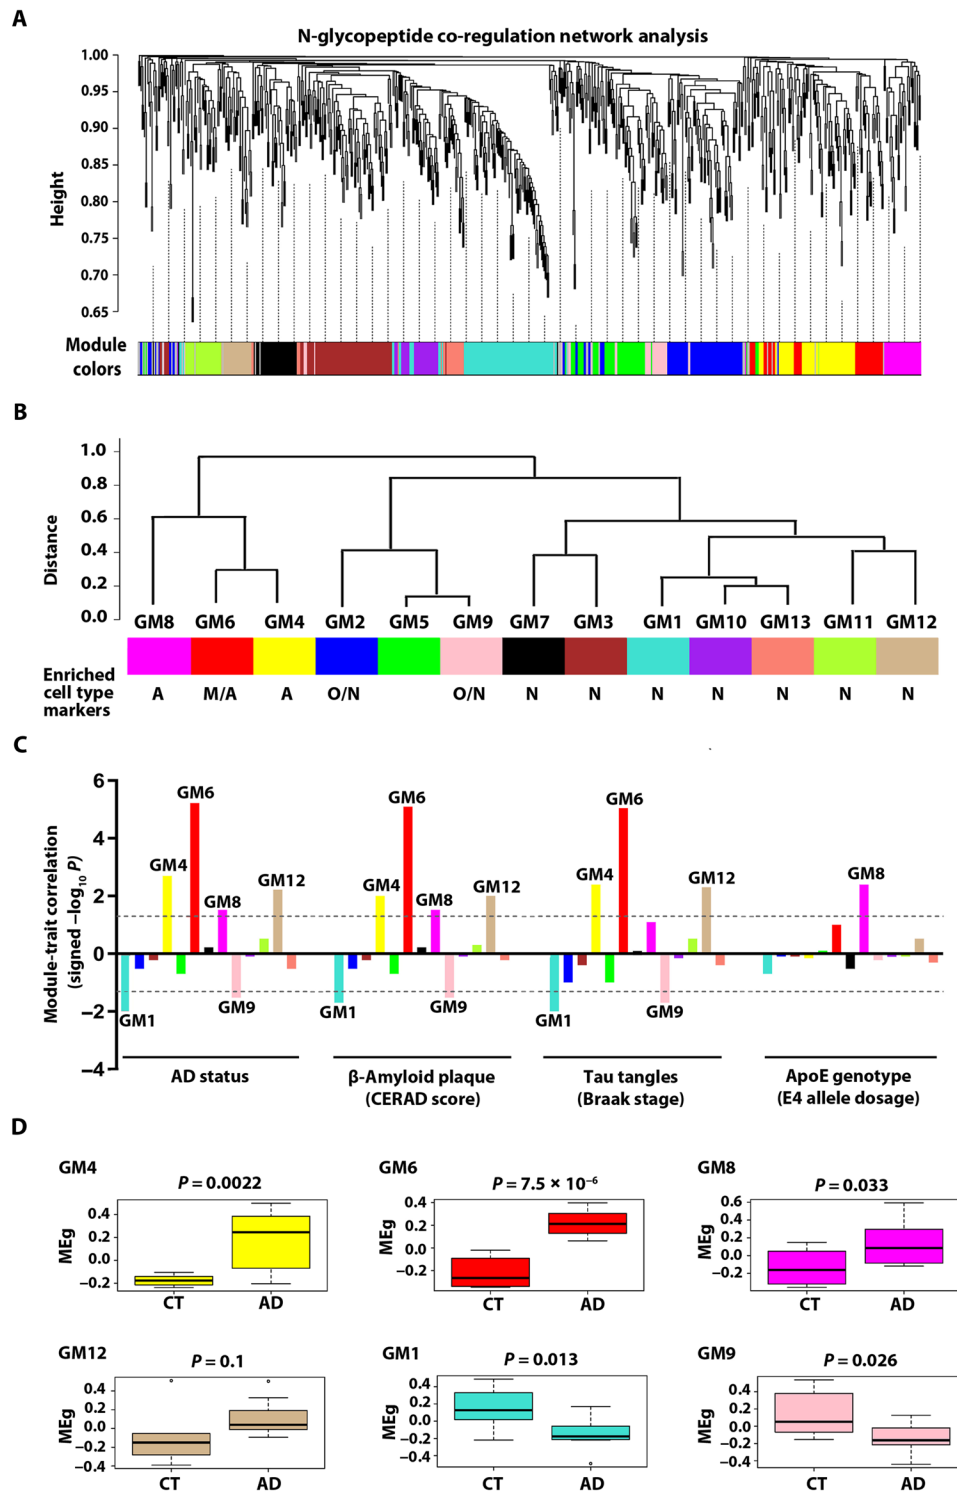 A
N-glycopeptide co-regulation network analysis
1.00
0.95
0.90
0.85
0.80
0.75
0.70
0.65
Height
Module
colors
B
1.0
0.8
0.6
0.4
0.2
0.0
Distance
GM8 GM6 GM4 GM2 GM5 GM9 GM7 GM3 GM1 GM10 GM13 GM11 GM12
Enriched
cell type
markers
A M/A A O/N O/N N N N N N N N
C
6
4
2
0
−2
−4
Module-trait correlation
(signed −log10 P)
GM6
GM4
GM8
GM12
GM1
GM9
GM6
GM4
GM8
GM12
GM1
GM9
GM6
GM4
GM12
GM1
GM9
GM8
AD status
β-Amyloid plaque
(CERAD score)
Tau tangles
(Braak stage)
ApoE genotype
(E4 allele dosage)
D
GM4
P = 0.0022
MEg
0.4
0.2
0.0
−0.2
CT AD
GM6
P = 7.5 × 10−6
MEg
0.4
0.2
0.0
−0.2
CT AD
GM8
P = 0.033
MEg
0.6
0.4
0.2
0.0
−0.2
CT AD
GM12
P = 0.1
MEg
0.4
0.2
0.0
−0.2
−0.4
CT AD
GM1
P = 0.013
MEg
0.4
0.2
0.0
−0.2
−0.4
CT AD
GM9
P = 0.026
MEg
0.4
0.2
0.0
−0.2
−0.4
CT AD